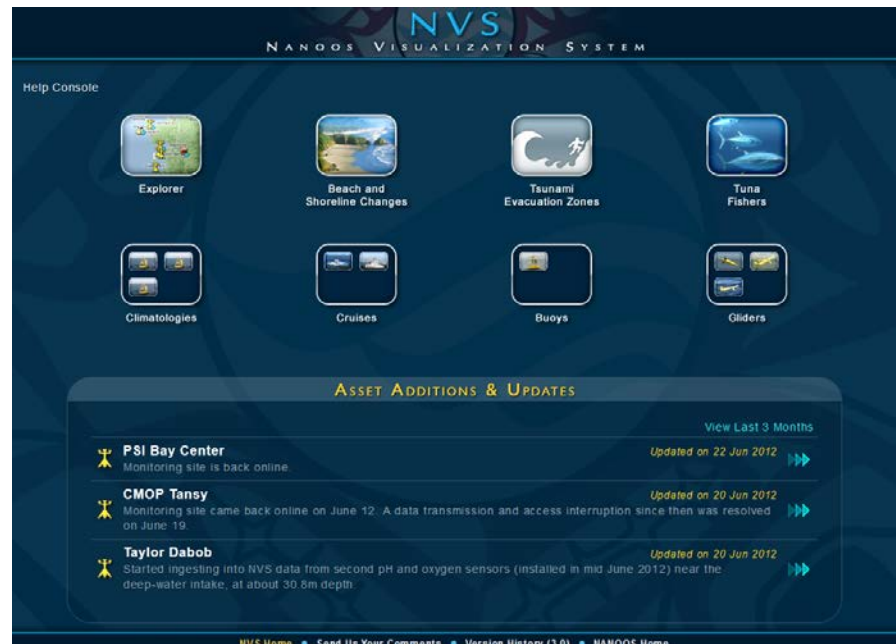 NVS
NANOOS VISUALIZATION SYSTEM
Help Console
Explorer
Beach and
Shoreline Changes
Tsunami
Evacuation Zones
Tuna
Fishers
Climatologies
Cruises
Buoys
Gliders
ASSET ADDITIONS & UPDATES
View Last 3 Months
PSI Bay Center
Updated on 22 Jun 2012
Monitoring site is back online.
CMOP Tansy
Updated on 20 Jun 2012
Monitoring site came back online on June 12. A data transmission and access interruption since then was resolved
on June 19.
Taylor Dabob
Updated on 20 Jun 2012
Started ingesting into NVS data from second pH and oxygen sensors (installed in mid June 2012) near the
deep-water intake, at about 30.8m depth.
NVS Home • Send Us Your Comments • Version History (3.0) • NANOOS Home